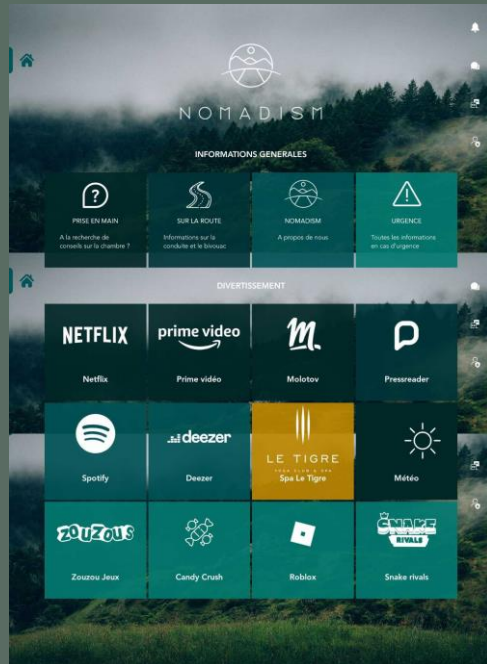 NOMADISM
INFORMATIONS GENERALES
PRISE EN MAIN
A la recherche de
conseils sur la chambre ?
SUR LA ROUTE
Informations sur la
conduite et le bivouac
NOMADISM
A propos de nous
URGENCE
Toutes les informations
en cas d'urgence
DIVERTISSEMENT
NETFLIX
Netflix
prime video
Prime vidéo
m.
Molotov
Pressreader
Spotify
deezer
Deezer
LE TIGRE
YOGA CLUB & SPA
Spa Le Tigre
Météo
ZOUZOUS
Zouzou Jeux
Candy Crush
Roblox
SNAKE
RIVALS
Snake rivals